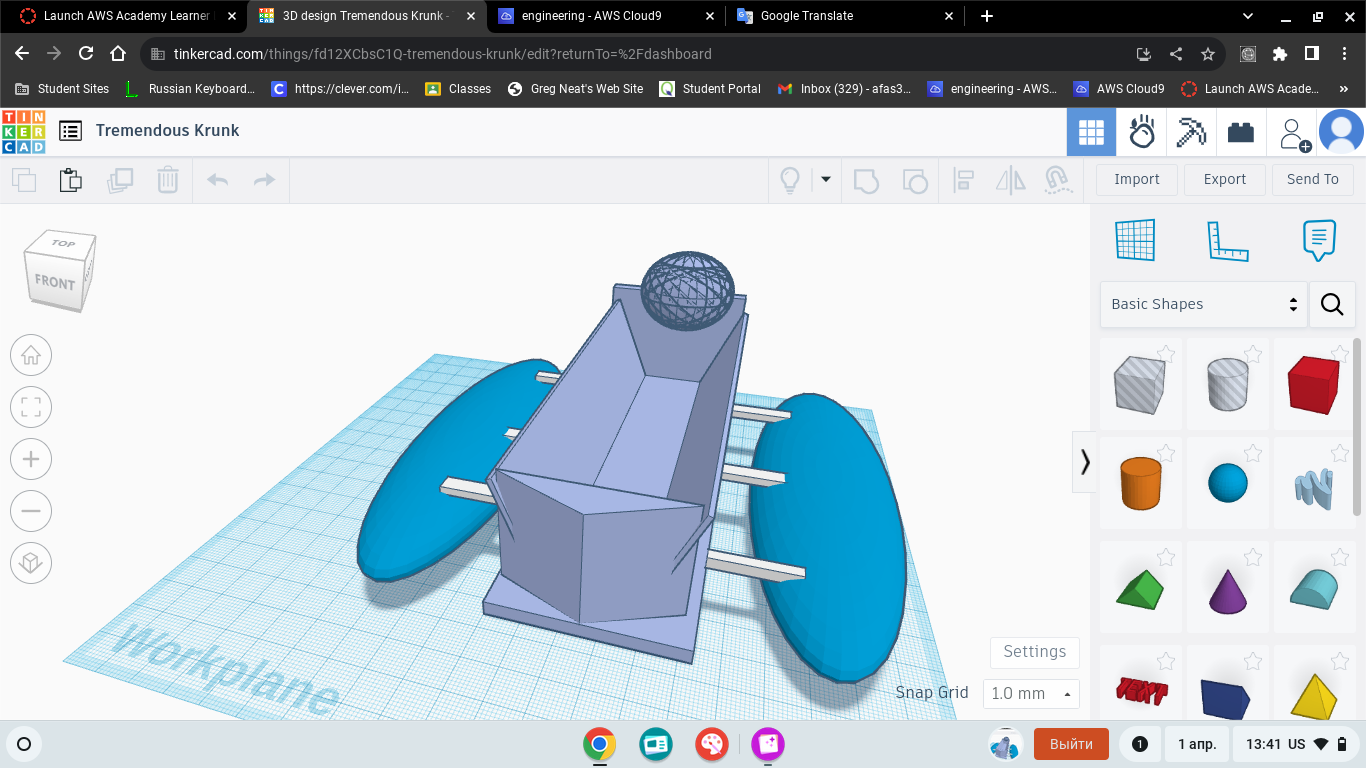 Launch AWS Academy Learner
3D design Tremendous Krunk -
engineering - AWS Cloud9
Google Translate
tinkercad.com/things/fd12XCbsC1Q-tremendous-krunk/edit?returnTo=%2Fdashboard
Student Sites
Russian Keyboard...
https://clever.com/i...
Classes
Greg Neat's Web Site
Student Portal
Inbox (329) - afas3...
engineering - AWS...
AWS Cloud9
Launch AWS Acade...
»
TIN
KER
CAD
Tremendous Krunk
Import
Export
Send To
TOP
FRONT
Basic Shapes
Workplane
TEXT
Settings
Snap Grid
1.0 mm
Выйти
1
1 апр.
13:41 US